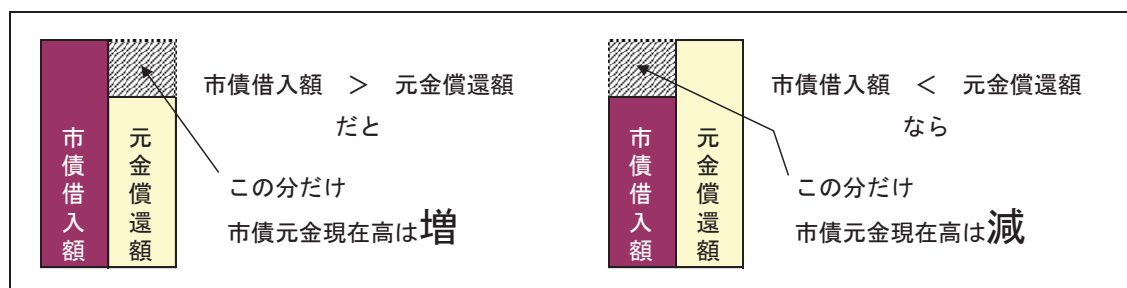 市債借入額
元金償還額
市債借入額 ＞ 元金償還額
だと
この分だけ
市債元金現在高は増
市債借入額
元金償還額
市債借入額 ＜ 元金償還額
なら
この分だけ
市債元金現在高は減